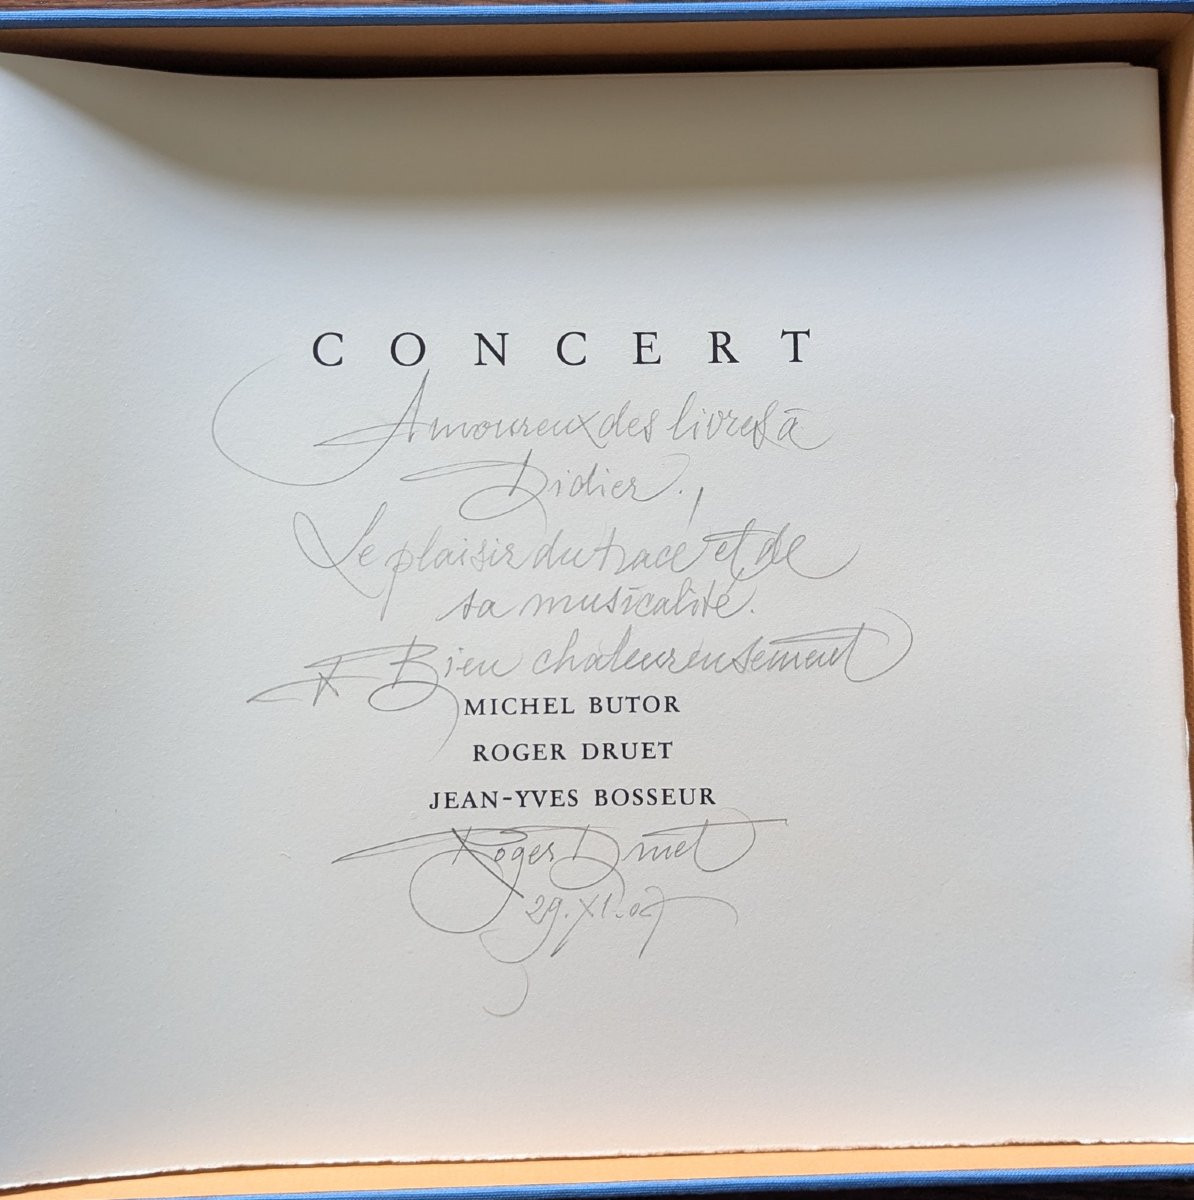 CONCERT
Amoureux des livres à
Didier.
Le plaisir du tracé et de
sa musicalité.
Bien chaleureusement
MICHEL BUTOR
ROGER DRUET
JEAN-YVES BOSSEUR
Roger Druet
29.XI.07